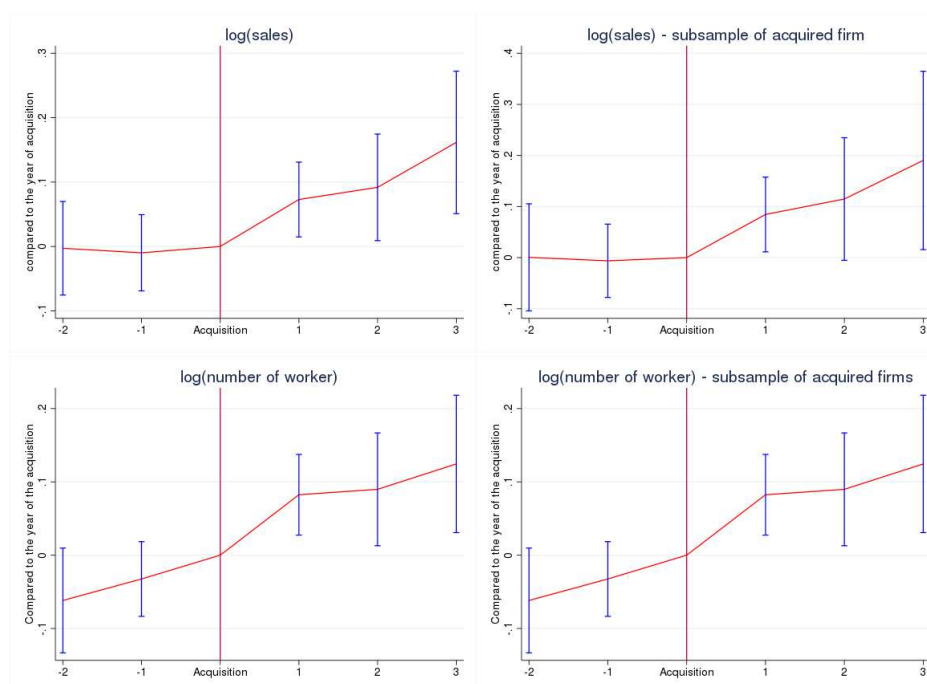 log(sales)
compared to the year of acquisition
.3
.2
.1
0
-.1
-2 -1 Acquisition 1 2 3
log(sales) - subsample of acquired firm
compared to the year of acquisition
.4
.3
.2
.1
0
-.1
-2 -1 Acquisition 1 2 3
log(number of worker)
Compared to the year of the acquisition
.2
.1
0
-.1
-2 -1 Acquisition 1 2 3
log(number of worker) - subsample of acquired firms
Compared to the year of the acquisition
.2
.1
0
-.1
-2 -1 Acquisition 1 2 3